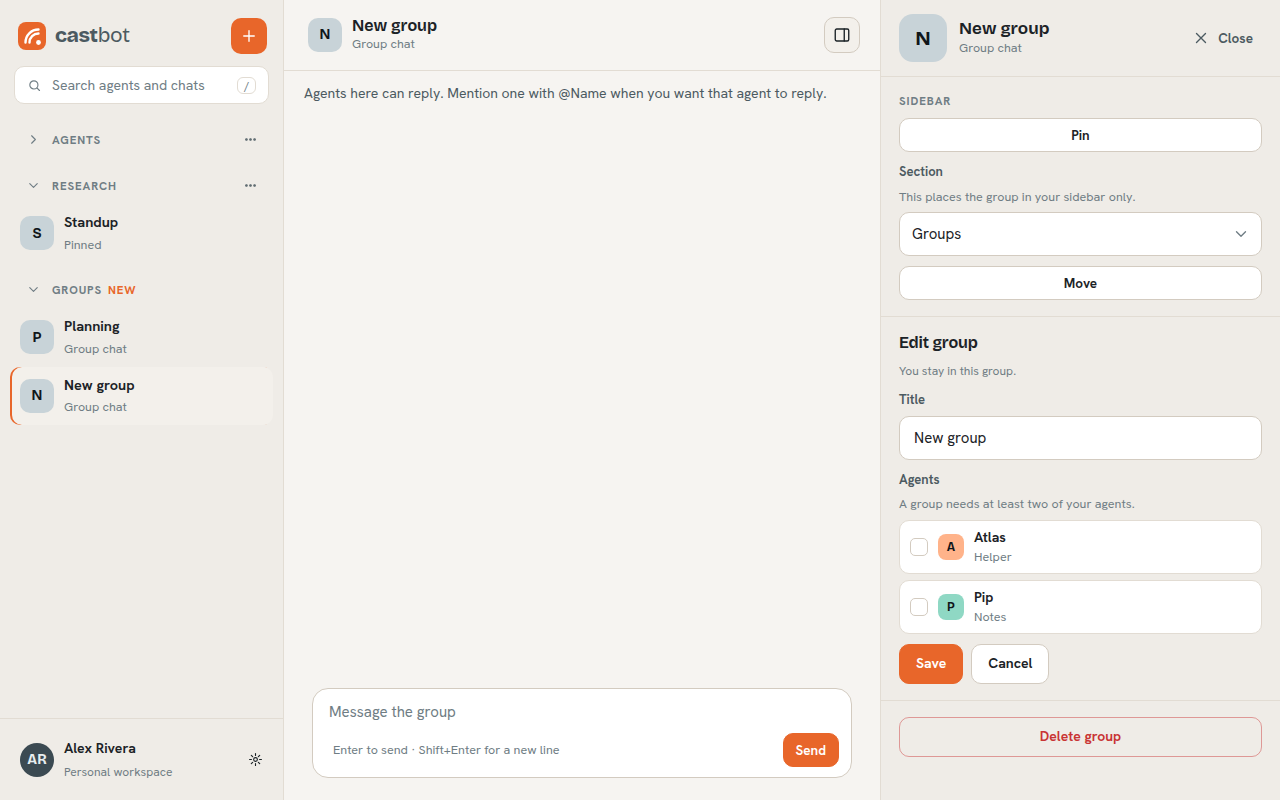 castbot
Search agents and chats /
AGENTS
RESEARCH
S Standup
Pinned
GROUPS NEW
P Planning
Group chat
N New group
Group chat
AR Alex Rivera
Personal workspace
N New group
Group chat
Agents here can reply. Mention one with @Name when you want that agent to reply.
Message the group
Enter to send · Shift+Enter for a new line
Send
N New group
Group chat
Close
SIDEBAR
Pin
Section
This places the group in your sidebar only.
Groups
Move
Edit group
You stay in this group.
Title
New group
Agents
A group needs at least two of your agents.
A Atlas
Helper
P Pip
Notes
Save Cancel
Delete group